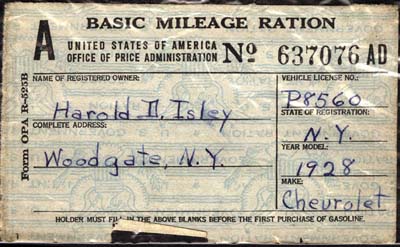 BASIC MILEAGE RATION
A UNITED STATES OF AMERICA
OFFICE OF PRICE ADMINISTRATION
Nº 637076 AD
Form OPA R-525B
NAME OF REGISTERED OWNER:
Harold D. Isley
COMPLETE ADDRESS:
Woodgate, N.Y.
VEHICLE LICENSE NO.:
P8560
STATE OF REGISTRATION:
N.Y.
YEAR MODEL:
1928
MAKE:
Chevrolet
HOLDER MUST FILL IN THE ABOVE BLANKS BEFORE THE FIRST PURCHASE OF GASOLINE.